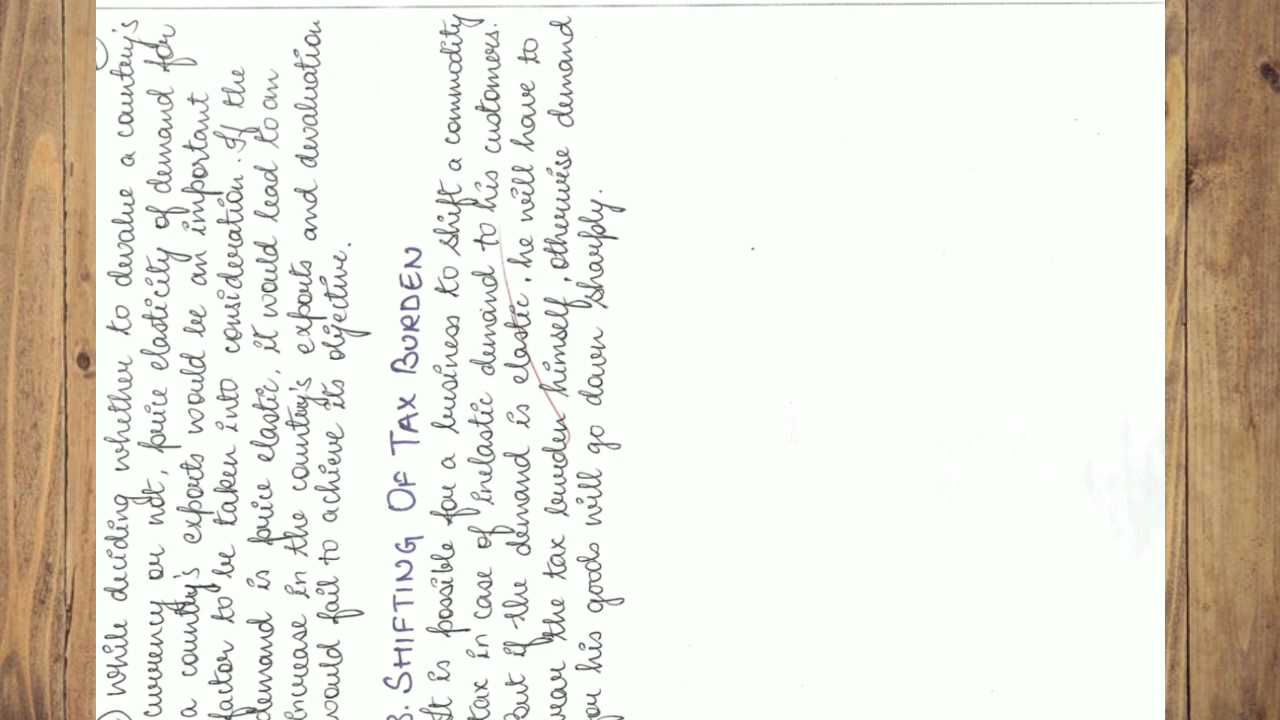 ) While deciding whether to devalue a country's
currency or not, price elasticity of demand for
a country's exports would be an important
factor to be taken into consideration. If the
demand is price elastic, it would lead to an
increase in the country's exports and devaluation
would fail to achieve its objective.
8. SHIFTING OF TAX BURDEN
It is possible for a business to shift a commodity
tax in case of inelastic demand to his customers.
But if the demand is elastic, he will have to
bear the tax burden himself, otherwise demand
for his goods will go down sharply.